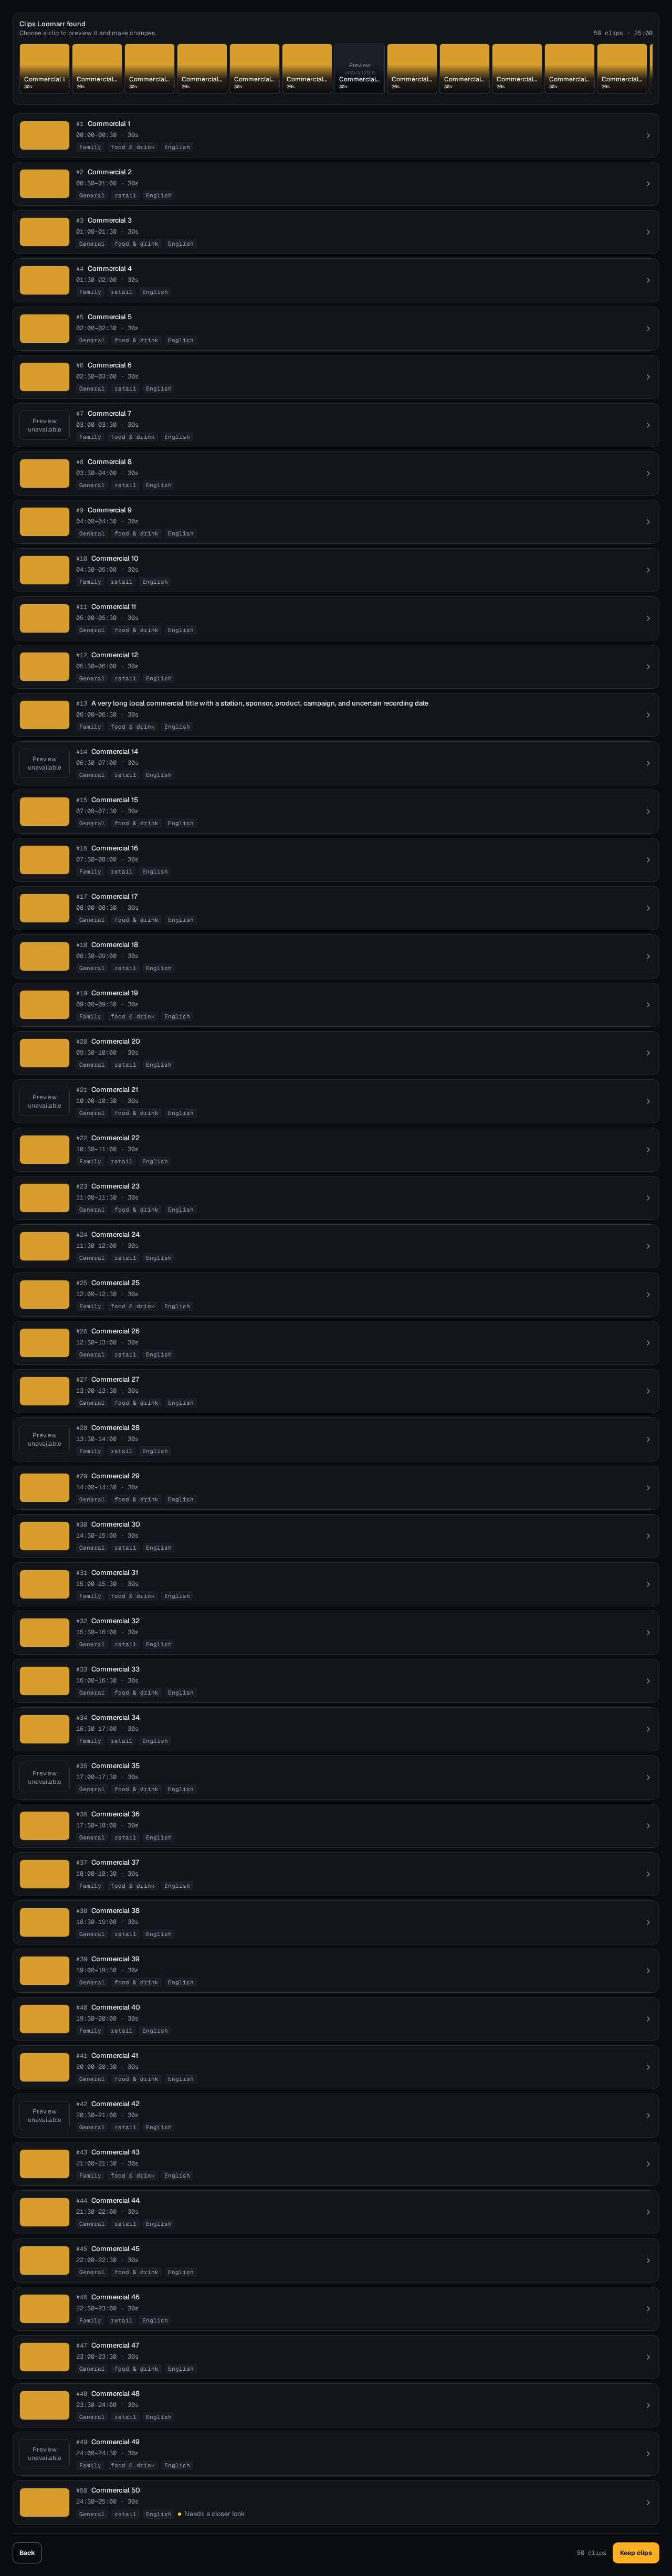 Clips Loomarr found
Choose a clip to preview it and make changes.
50 clips · 25:00
Preview
unavailable
Commercial 1
Commercial…
Commercial…
Commercial…
Commercial…
Commercial…
Commercial…
Commercial…
Commercial…
Commercial…
Commercial…
Commercial…
30s
30s
30s
30s
30s
30s
30s
30s
30s
30s
30s
30s
#1 Commercial 1
00:00–00:30 · 30s
Family food & drink English
#2 Commercial 2
00:30–01:00 · 30s
General retail English
#3 Commercial 3
01:00–01:30 · 30s
General food & drink English
#4 Commercial 4
01:30–02:00 · 30s
Family retail English
#5 Commercial 5
02:00–02:30 · 30s
General food & drink English
#6 Commercial 6
02:30–03:00 · 30s
General retail English
Preview
unavailable
#7 Commercial 7
03:00–03:30 · 30s
Family food & drink English
#8 Commercial 8
03:30–04:00 · 30s
General retail English
#9 Commercial 9
04:00–04:30 · 30s
General food & drink English
#10 Commercial 10
04:30–05:00 · 30s
Family retail English
#11 Commercial 11
05:00–05:30 · 30s
General food & drink English
#12 Commercial 12
05:30–06:00 · 30s
General retail English
#13 A very long local commercial title with a station, sponsor, product, campaign, and uncertain recording date
06:00–06:30 · 30s
Family food & drink English
Preview
unavailable
#14 Commercial 14
06:30–07:00 · 30s
General retail English
#15 Commercial 15
07:00–07:30 · 30s
General food & drink English
#16 Commercial 16
07:30–08:00 · 30s
Family retail English
#17 Commercial 17
08:00–08:30 · 30s
General food & drink English
#18 Commercial 18
08:30–09:00 · 30s
General retail English
#19 Commercial 19
09:00–09:30 · 30s
Family food & drink English
#20 Commercial 20
09:30–10:00 · 30s
General retail English
Preview
unavailable
#21 Commercial 21
10:00–10:30 · 30s
General food & drink English
#22 Commercial 22
10:30–11:00 · 30s
Family retail English
#23 Commercial 23
11:00–11:30 · 30s
General food & drink English
#24 Commercial 24
11:30–12:00 · 30s
General retail English
#25 Commercial 25
12:00–12:30 · 30s
Family food & drink English
#26 Commercial 26
12:30–13:00 · 30s
General retail English
#27 Commercial 27
13:00–13:30 · 30s
General food & drink English
Preview
unavailable
#28 Commercial 28
13:30–14:00 · 30s
Family retail English
#29 Commercial 29
14:00–14:30 · 30s
General food & drink English
#30 Commercial 30
14:30–15:00 · 30s
General retail English
#31 Commercial 31
15:00–15:30 · 30s
Family food & drink English
#32 Commercial 32
15:30–16:00 · 30s
General retail English
#33 Commercial 33
16:00–16:30 · 30s
General food & drink English
#34 Commercial 34
16:30–17:00 · 30s
Family retail English
Preview
unavailable
#35 Commercial 35
17:00–17:30 · 30s
General food & drink English
#36 Commercial 36
17:30–18:00 · 30s
General retail English
#37 Commercial 37
18:00–18:30 · 30s
Family food & drink English
#38 Commercial 38
18:30–19:00 · 30s
General retail English
#39 Commercial 39
19:00–19:30 · 30s
General food & drink English
#40 Commercial 40
19:30–20:00 · 30s
Family retail English
#41 Commercial 41
20:00–20:30 · 30s
General food & drink English
Preview
unavailable
#42 Commercial 42
20:30–21:00 · 30s
General retail English
#43 Commercial 43
21:00–21:30 · 30s
Family food & drink English
#44 Commercial 44
21:30–22:00 · 30s
General retail English
#45 Commercial 45
22:00–22:30 · 30s
General food & drink English
#46 Commercial 46
22:30–23:00 · 30s
Family retail English
#47 Commercial 47
23:00–23:30 · 30s
General food & drink English
#48 Commercial 48
23:30–24:00 · 30s
General retail English
Preview
unavailable
#49 Commercial 49
24:00–24:30 · 30s
Family food & drink English
#50 Commercial 50
24:30–25:00 · 30s
General retail English Needs a closer look
Back
50 clips
Keep clips